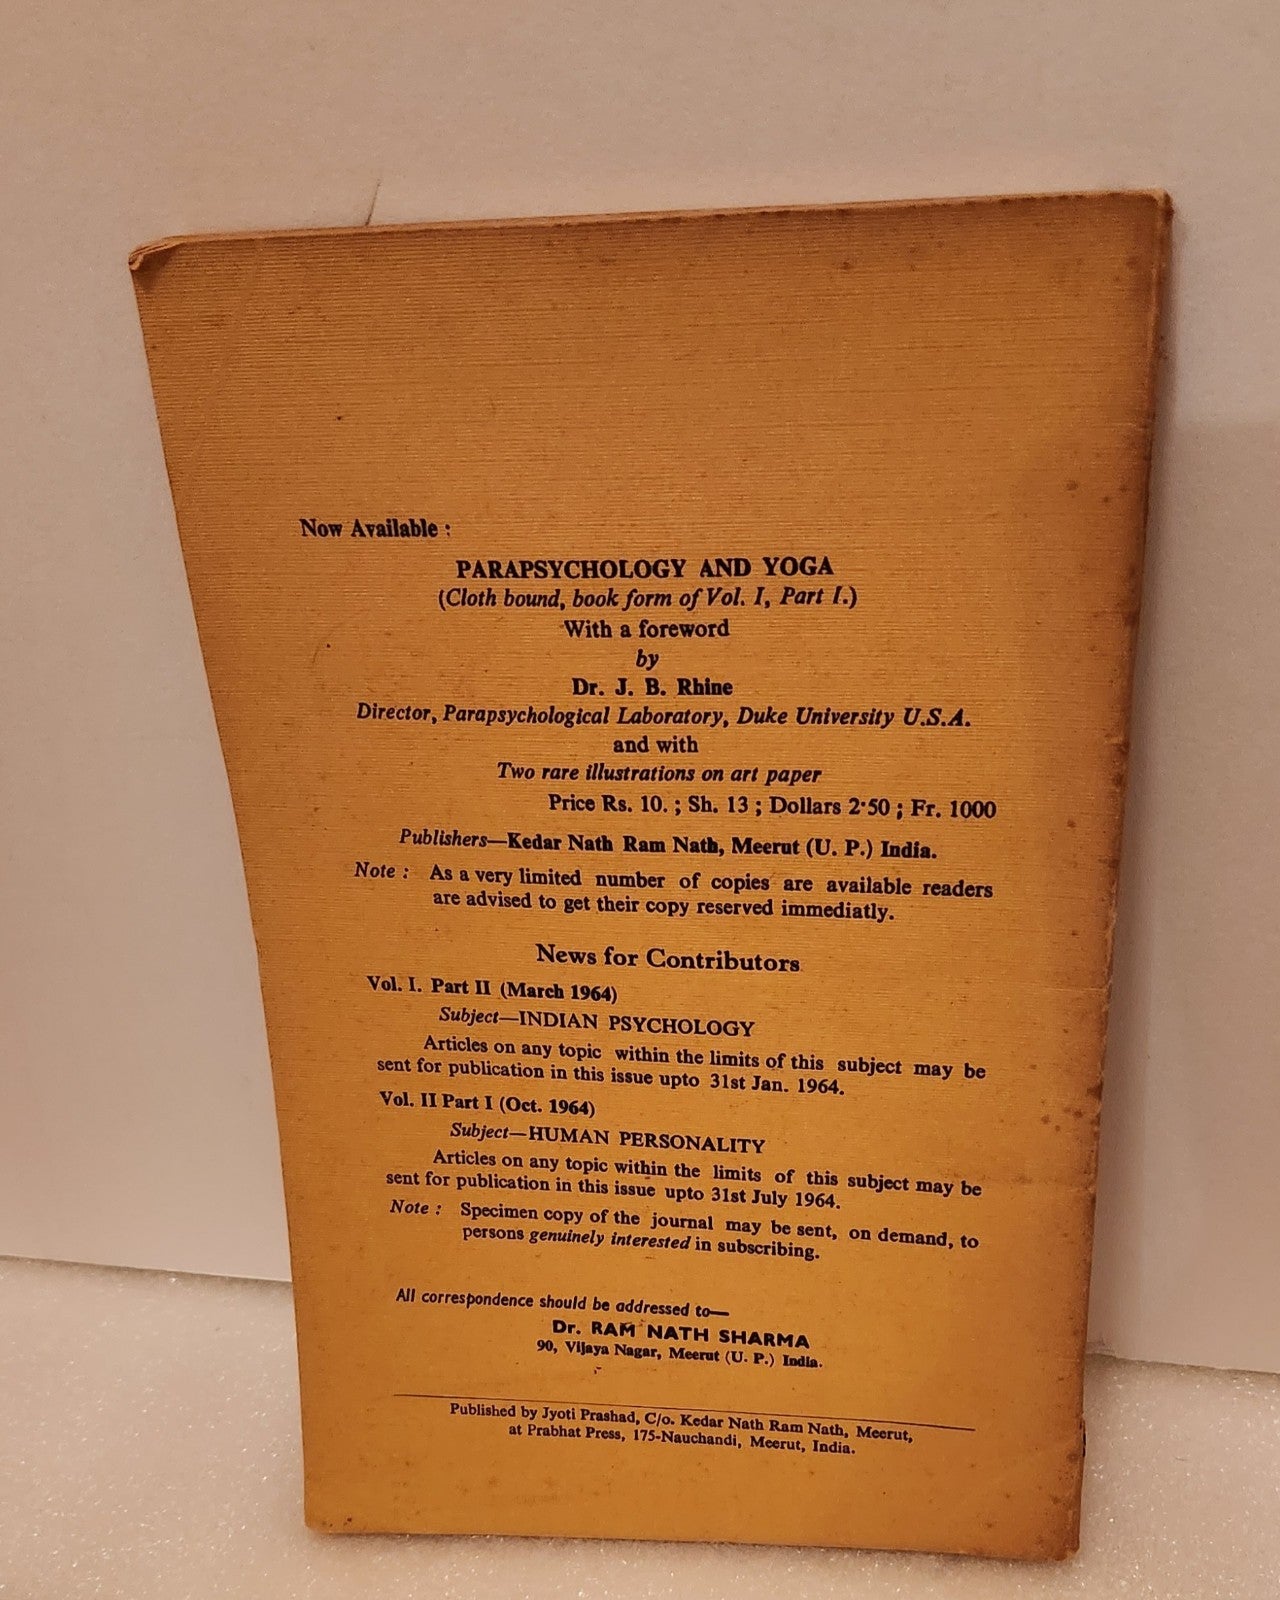 Now Available :
PARAPSYCHOLOGY AND YOGA
(Cloth bound, book form of Vol. I, Part I.)
With a foreword
by
Dr. J. B. Rhine
Director, Parapsychological Laboratory, Duke University U.S.A.
and with
Two rare illustrations on art paper
Price Rs. 10. ; Sh. 13 ; Dollars 2·50 ; Fr. 1000
Publishers—Kedar Nath Ram Nath, Meerut (U. P.) India.
Note : As a very limited number of copies are available readers
are advised to get their copy reserved immediatly.
News for Contributors
Vol. I. Part II (March 1964)
Subject—INDIAN PSYCHOLOGY
Articles on any topic within the limits of this subject may be
sent for publication in this issue upto 31st Jan. 1964.
Vol. II Part I (Oct. 1964)
Subject—HUMAN PERSONALITY
Articles on any topic within the limits of this subject may be
sent for publication in this issue upto 31st July 1964.
Note : Specimen copy of the journal may be sent, on demand, to
persons genuinely interested in subscribing.
All correspondence should be addressed to—
Dr. RAM NATH SHARMA
90, Vijaya Nagar, Meerut (U. P.) India.
Published by Jyoti Prashad, C/o. Kedar Nath Ram Nath, Meerut,
at Prabhat Press, 175-Nauchandi, Meerut, India.